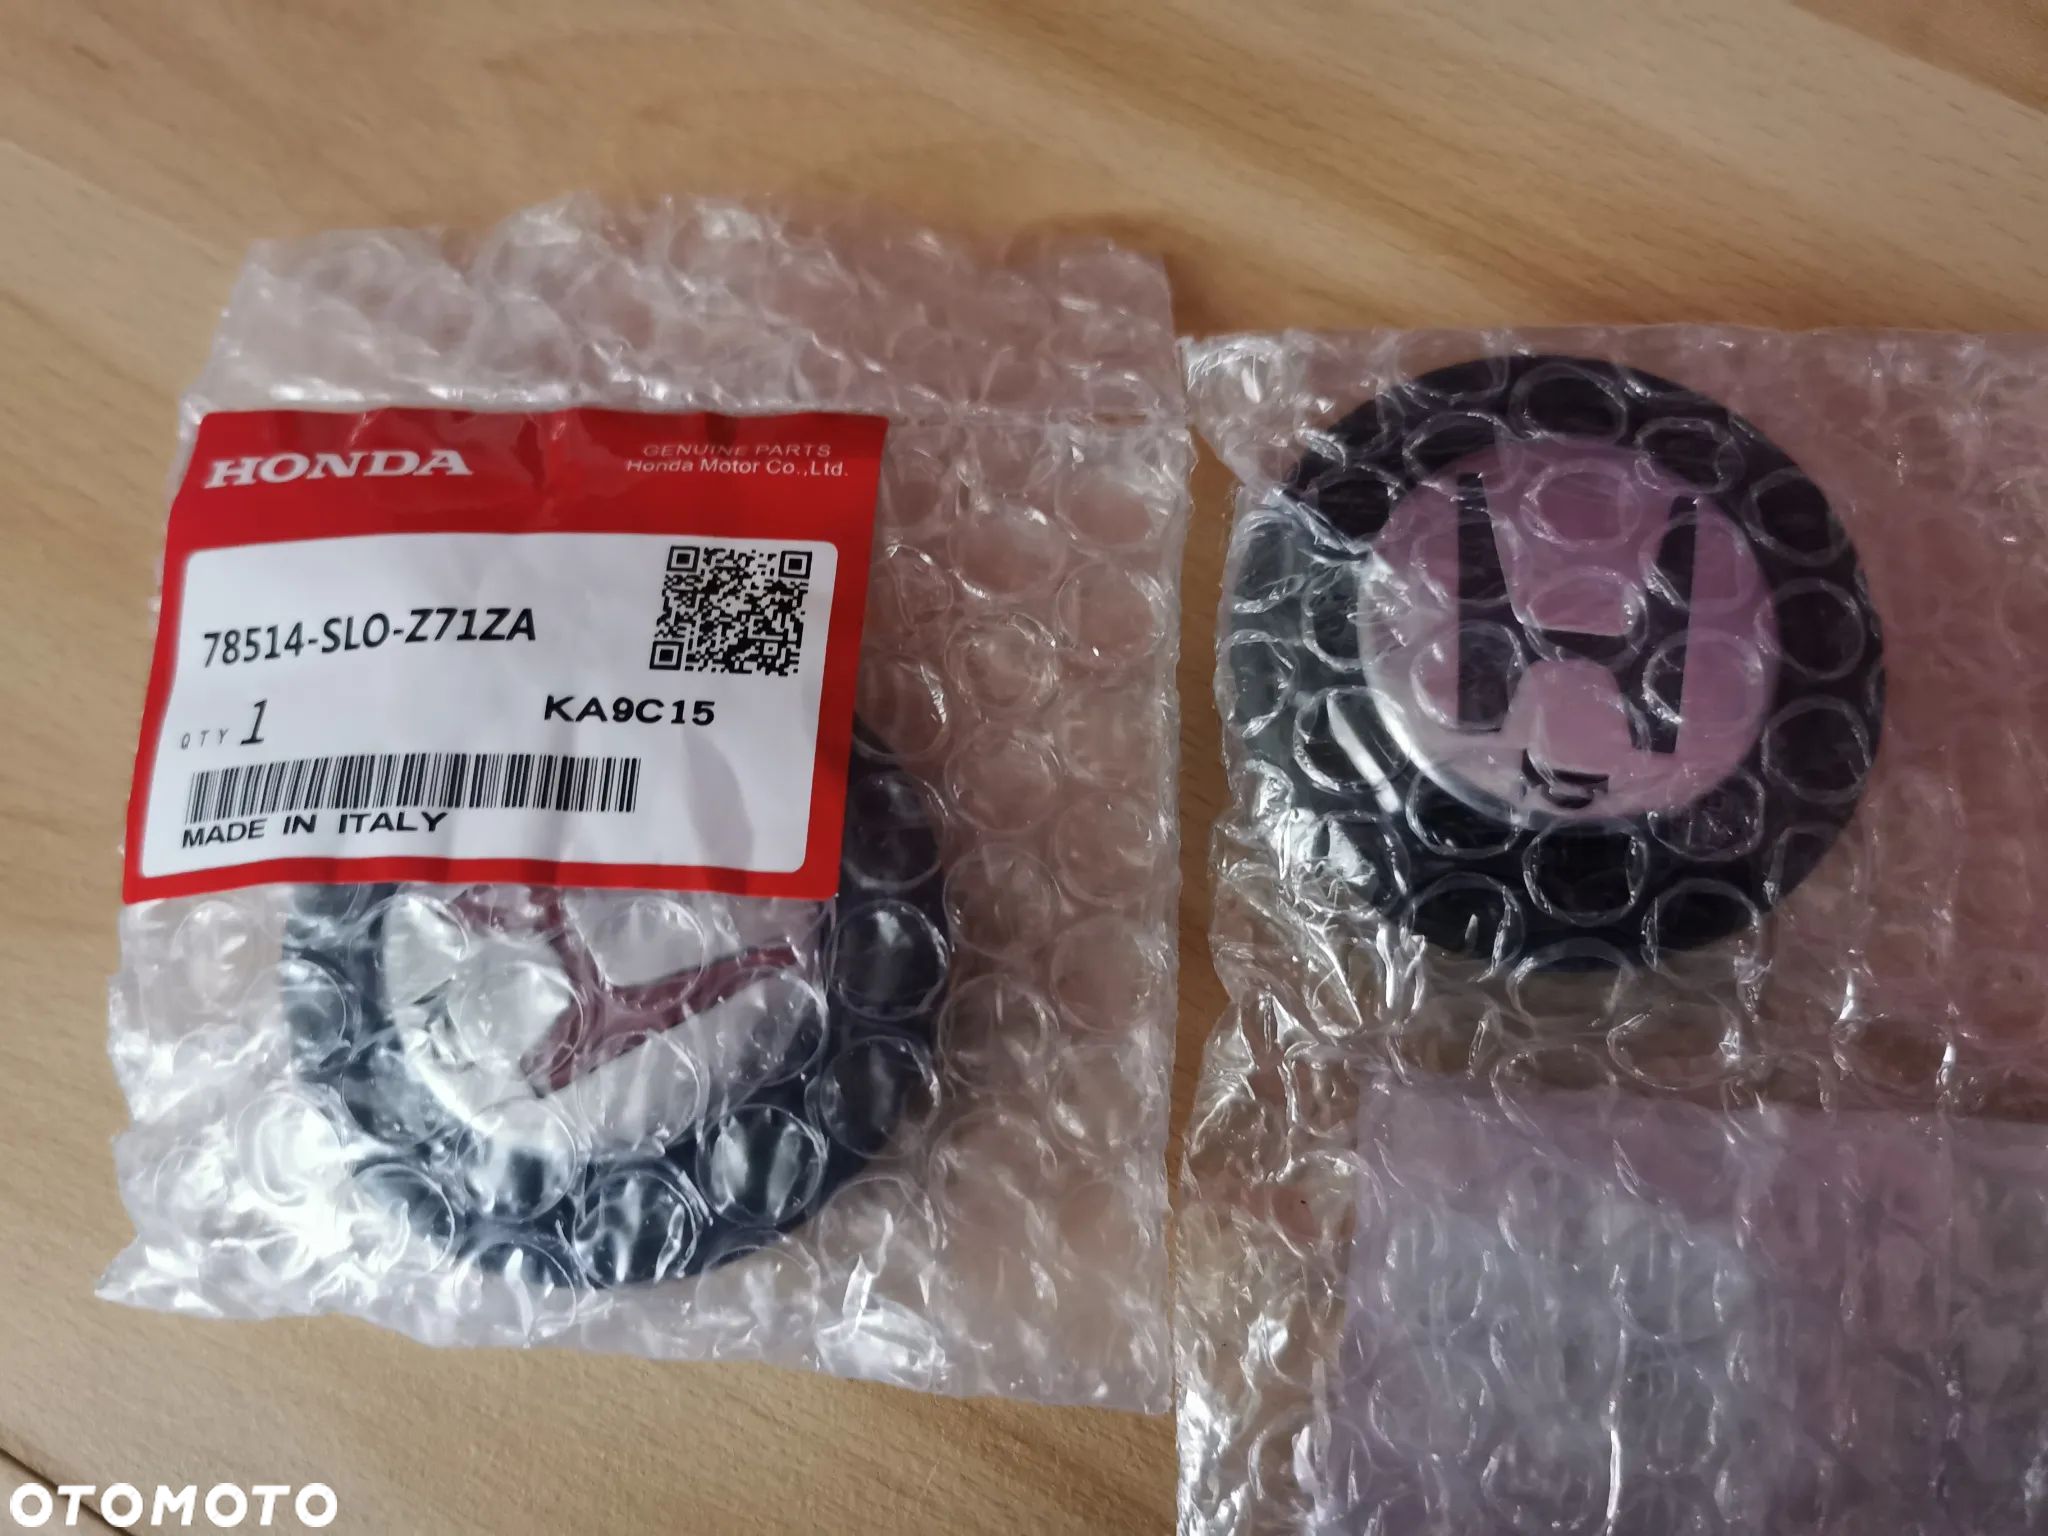 HONDA
GENUINE PARTS
Honda Motor Co.,Ltd.
78514-SLO-Z71ZA
QTY 1
KA9C15
MADE IN ITALY
OTOMOTO